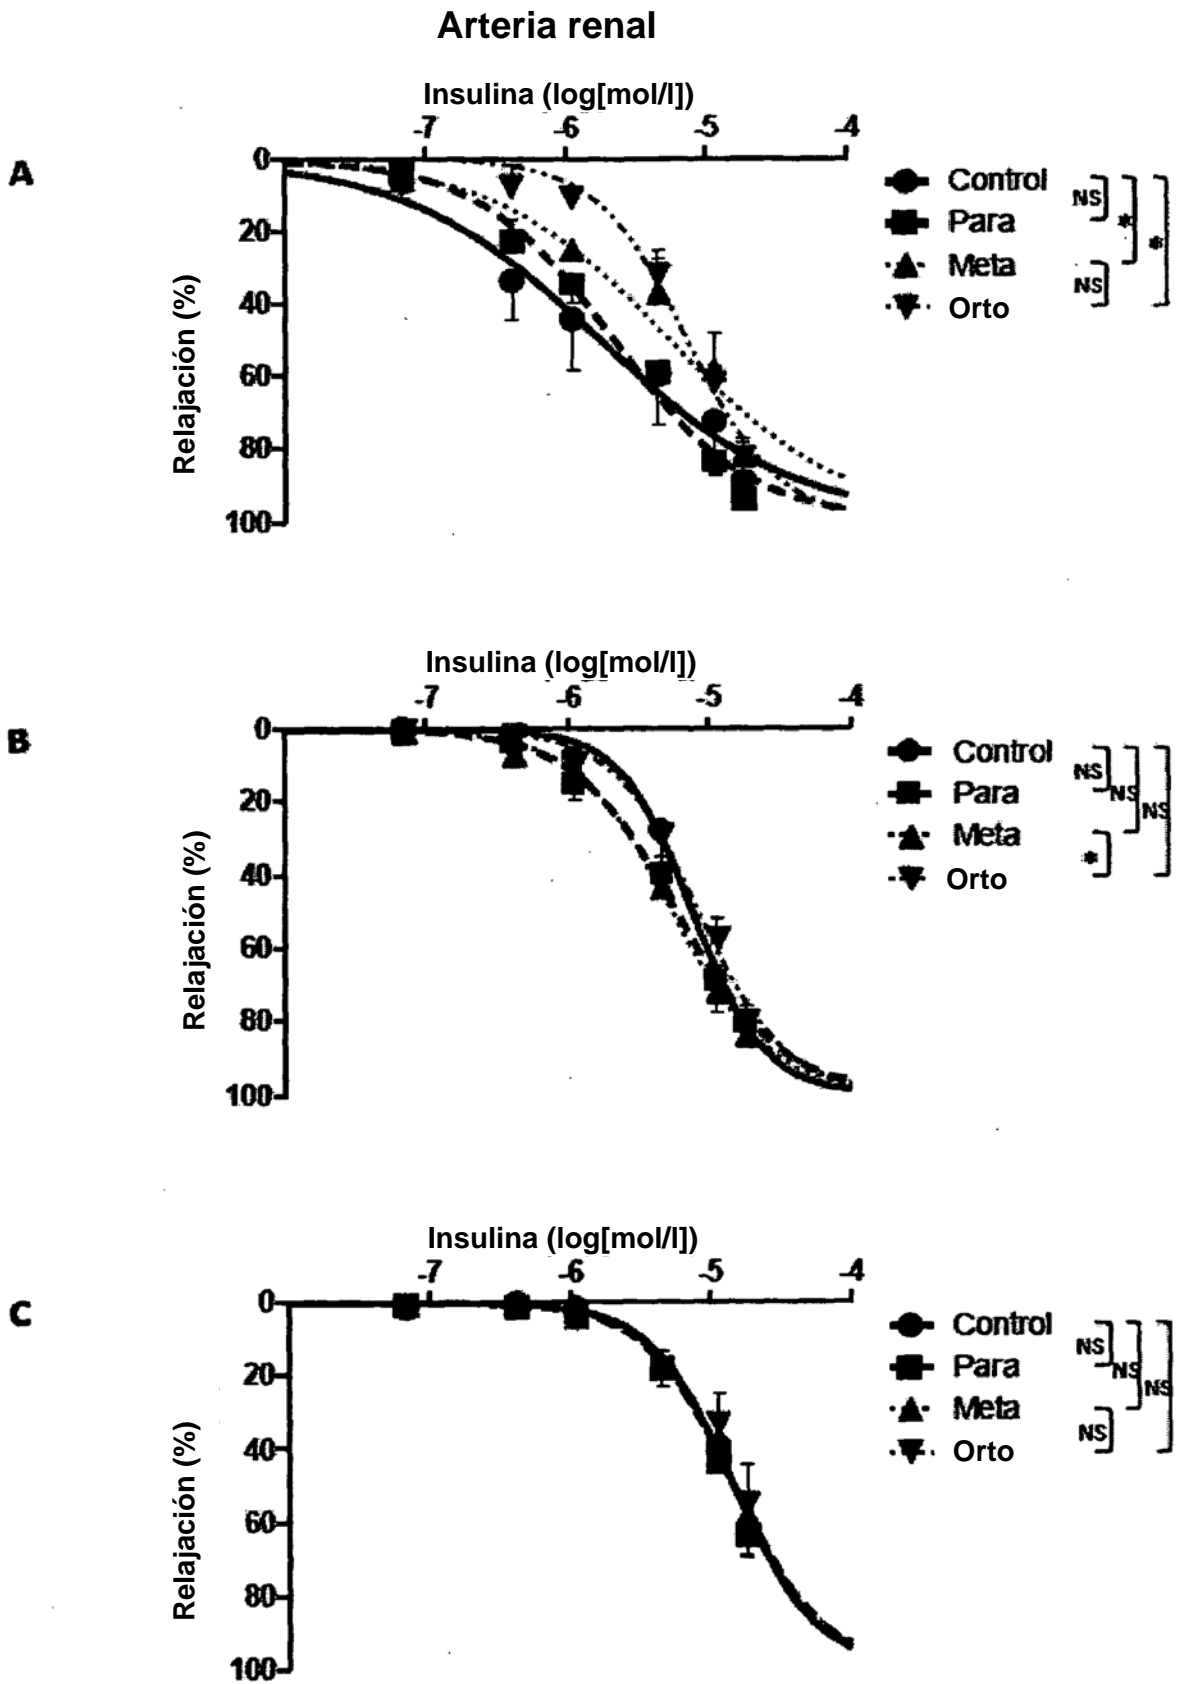 Arteria renal
Insulina (log[mol/l])
-7 -6 -5 -4
A
Relajación (%)
0
20
40
60
80
100
Control
Para
Meta
Orto
NS
*
*
NS
Insulina (log[mol/l])
-7 -6 -5 -4
B
Relajación (%)
0
20
40
60
80
100
Control
Para
Meta
Orto
NS
NS
NS
*
Insulina (log[mol/l])
-7 -6 -5 -4
C
Relajación (%)
0
20
40
60
80
100
Control
Para
Meta
Orto
NS
NS
NS
NS